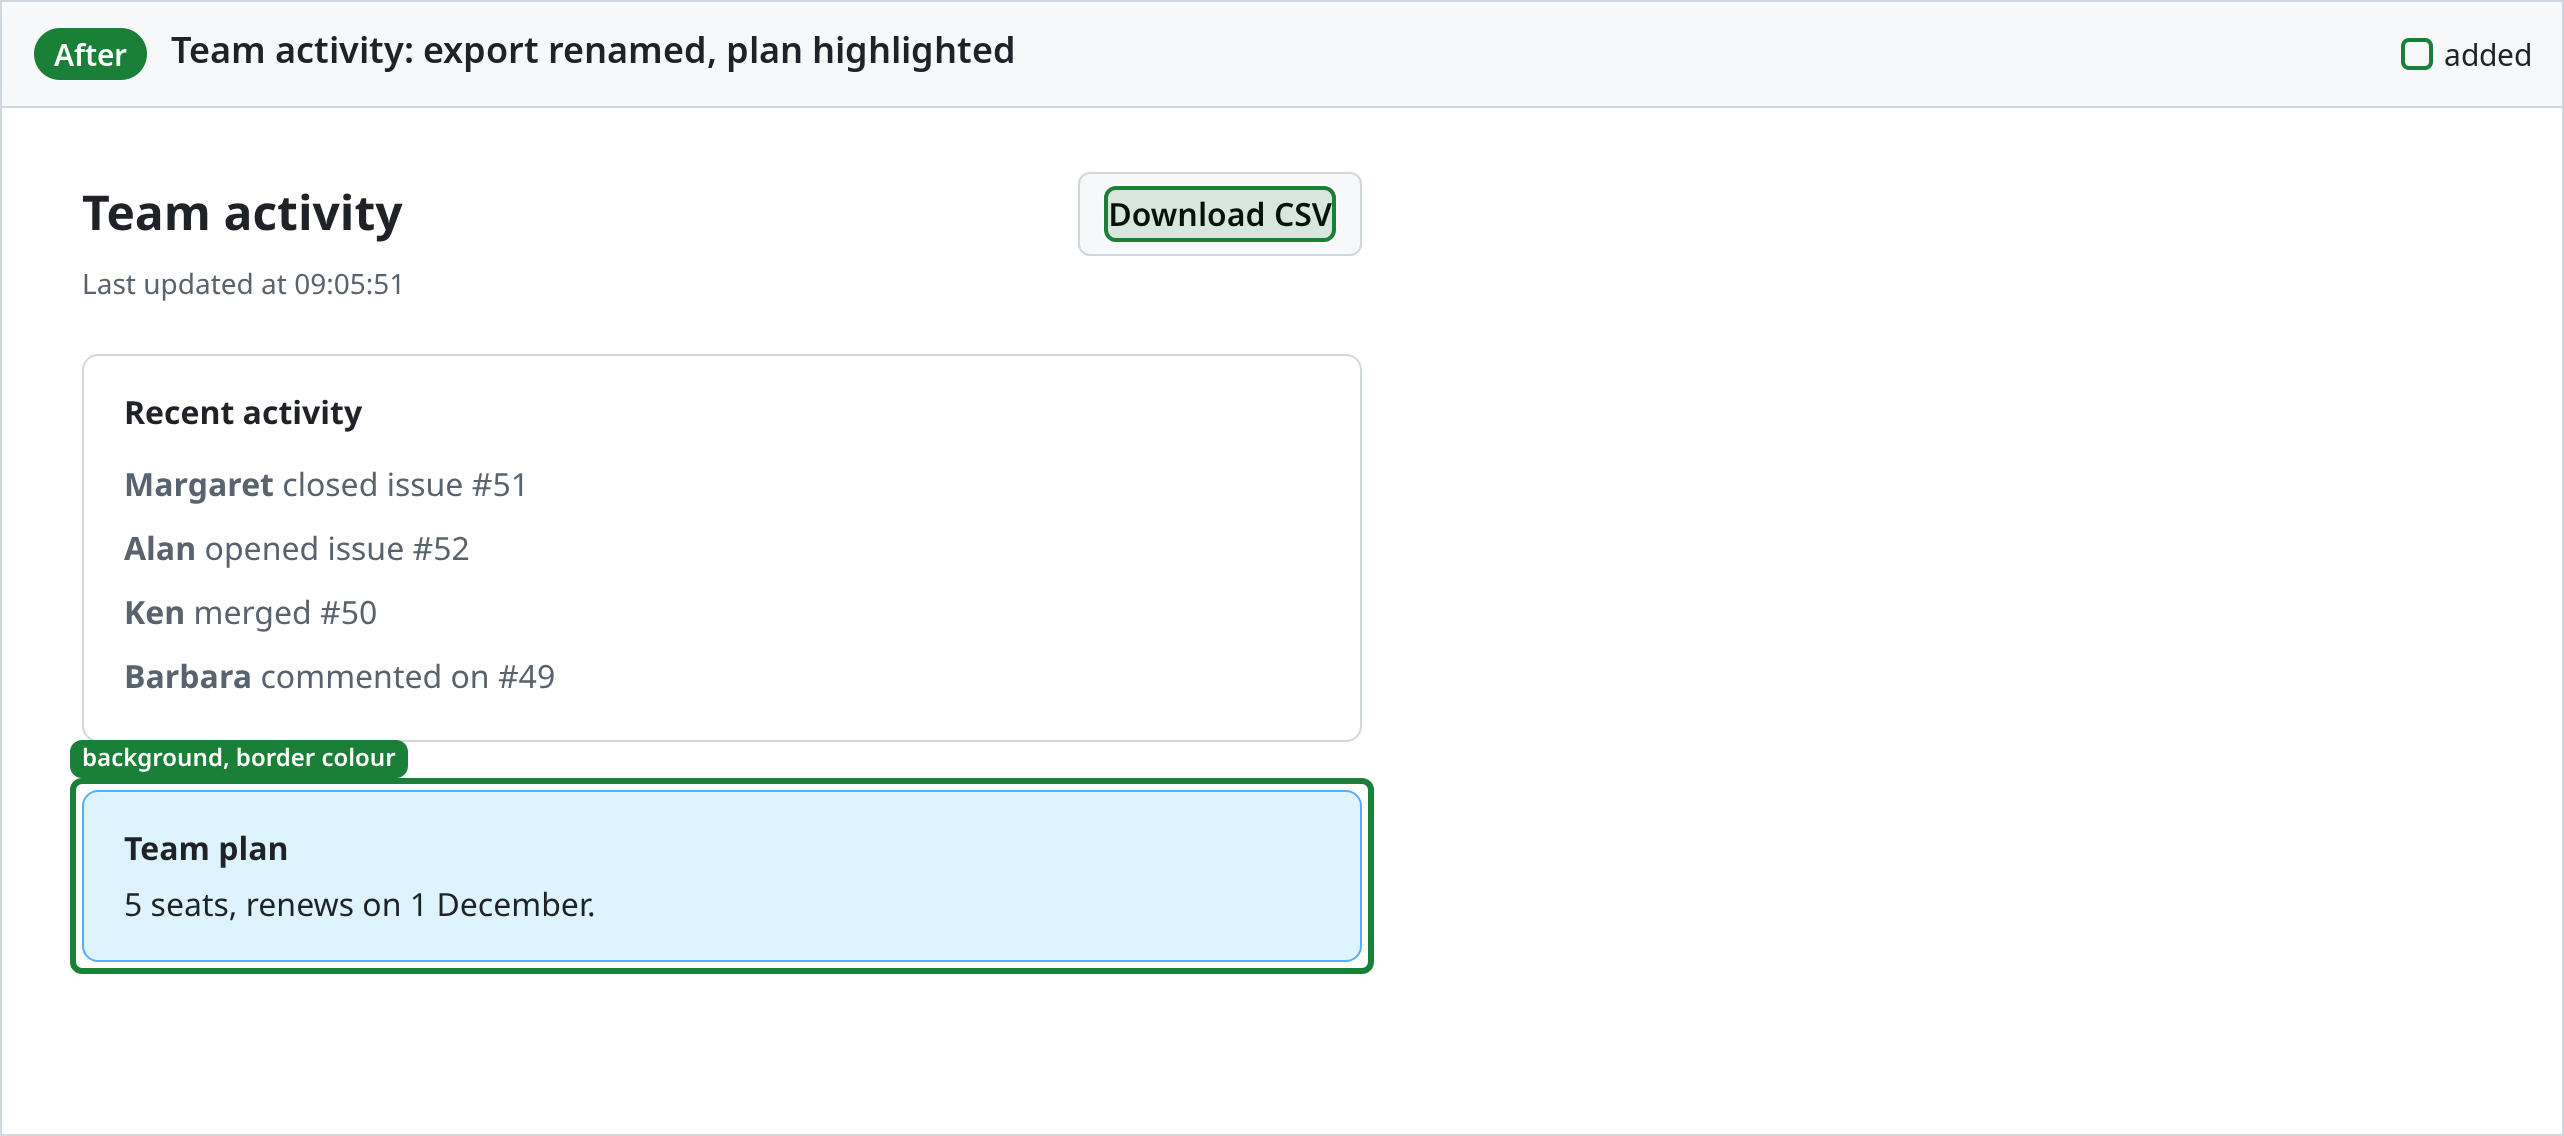 After Team activity: export renamed, plan highlighted added
Team activity
Download CSV
Last updated at 09:05:51
Recent activity
Margaret closed issue #51
Alan opened issue #52
Ken merged #50
Barbara commented on #49
background, border colour
Team plan
5 seats, renews on 1 December.